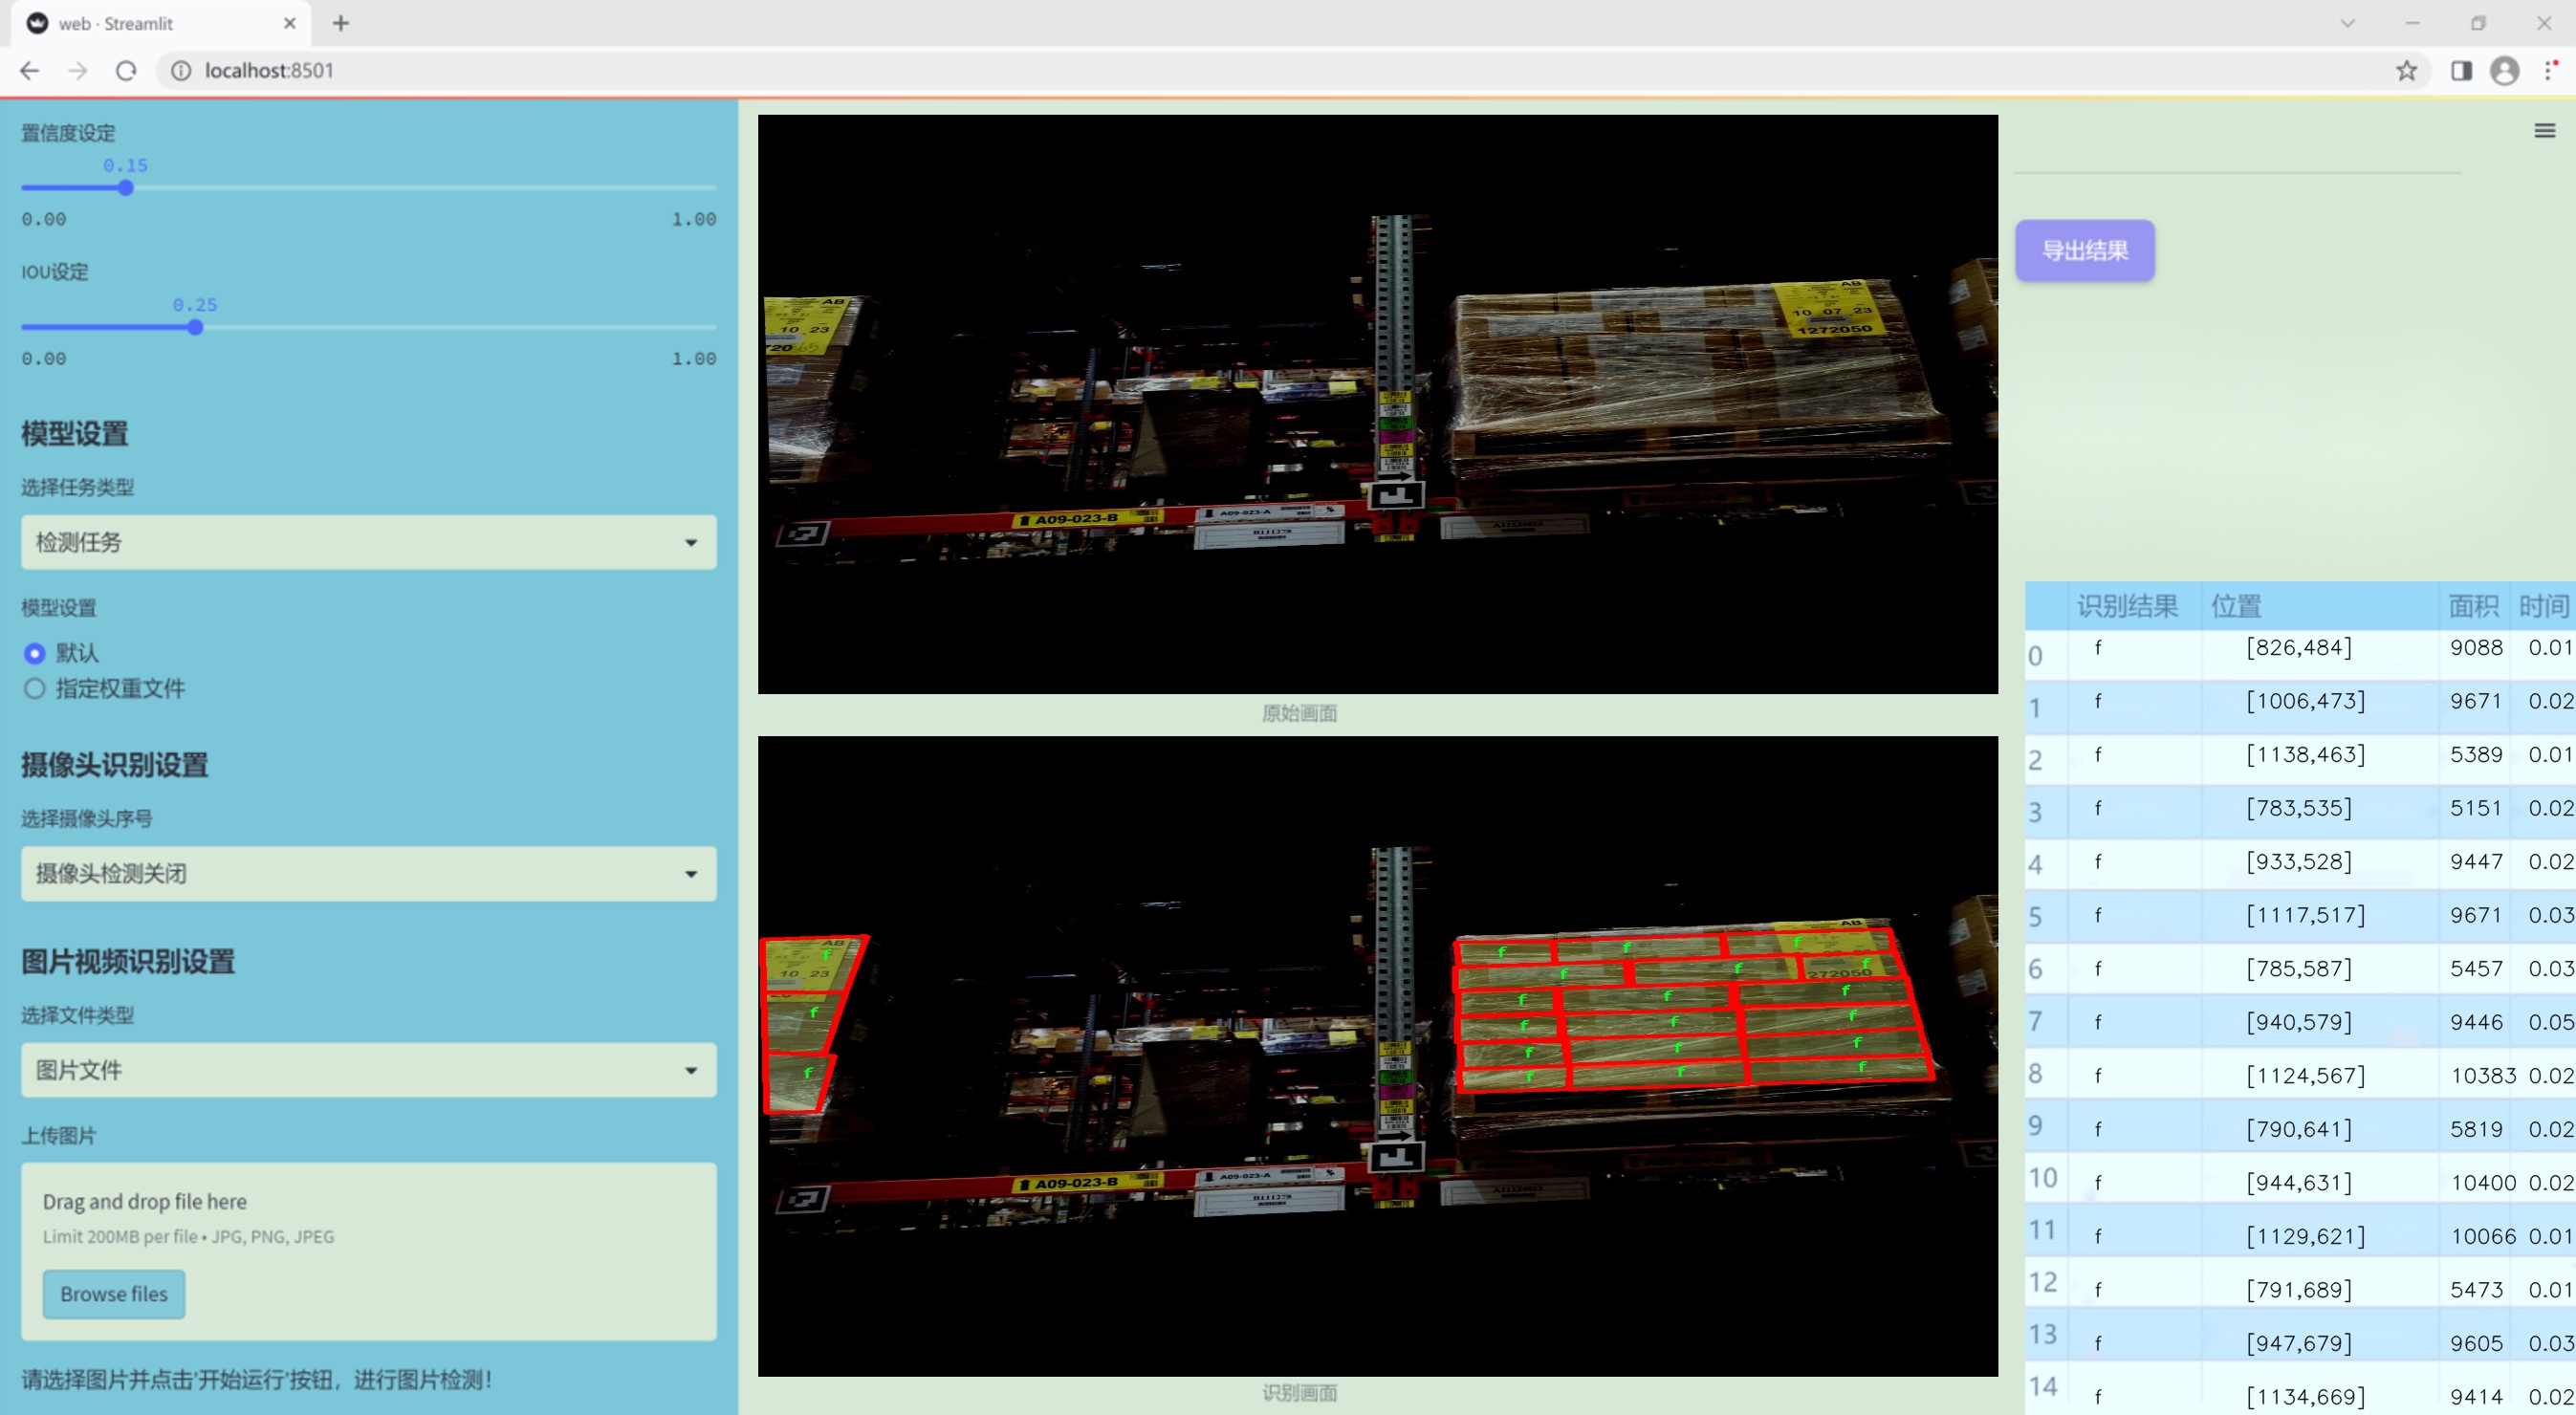 web · Streamlit
localhost:8501
置信度设定
0.15
0.00 1.00
IOU设定
0.25
0.00 1.00
模型设置
选择任务类型
检测任务
模型设置
默认
指定权重文件
摄像头识别设置
选择摄像头序号
摄像头检测关闭
图片视频识别设置
选择文件类型
图片文件
上传图片
Drag and drop file here
Limit 200MB per file • JPG, PNG, JPEG
Browse files
请选择图片并点击'开始运行'按钮，进行图片检测！
AB
10 23
720 65
AB
10 07 23
1272050
A09-023-B
A09-023-A
B111278
原始画面
AB
f
10 23
f
f
AB
f f f
f f f
272050
f f f
f f f
f f f
f f f
A09-023-B
A09-023-A
B111278
识别画面
导出结果
识别结果 位置 面积 时间
0 f [826,484] 9088 0.01
1 f [1006,473] 9671 0.02
2 f [1138,463] 5389 0.01
3 f [783,535] 5151 0.02
4 f [933,528] 9447 0.02
5 f [1117,517] 9671 0.03
6 f [785,587] 5457 0.03
7 f [940,579] 9446 0.05
8 f [1124,567] 10383 0.02
9 f [790,641] 5819 0.02
10 f [944,631] 10400 0.02
11 f [1129,621] 10066 0.01
12 f [791,689] 5473 0.01
13 f [947,679] 9605 0.03
14 f [1134,669] 9414 0.02